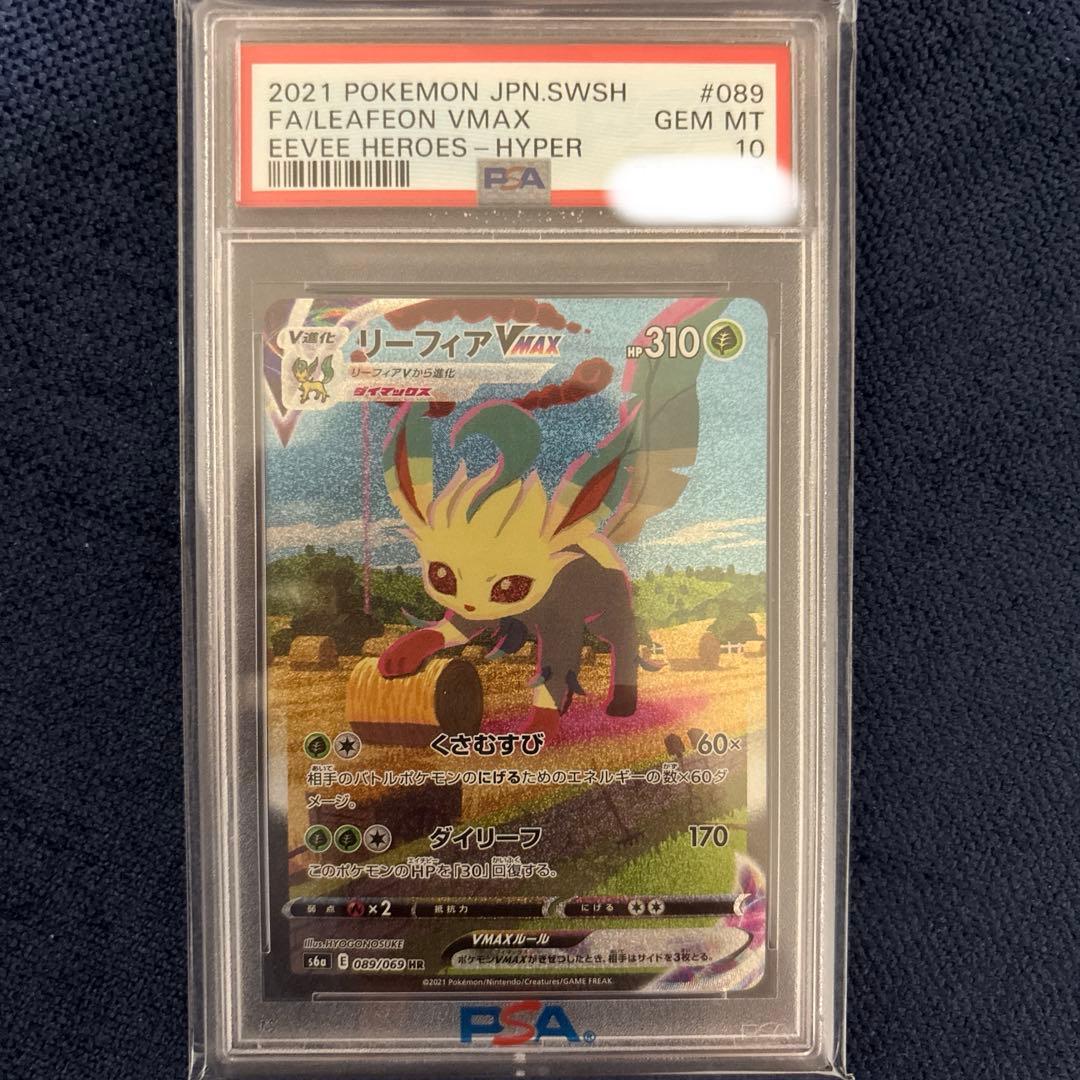 2021 POKEMON JPN.SWSH #089
FA/LEAFEON VMAX GEM MT
EEVEE HEROES-HYPER 10
PSA
V進化
リーフィアVMAX
HP310
リーフィアVから進化
ダイマックス
くさむすび 60×
相手のバトルポケモンのにげるためのエネルギーの数×60ダ
メージ。
ダイリーフ 170
このポケモンのHPを「30」回復する。
弱点 ×2 抵抗力 にげる
Illus.HYOGONOSUKE
VMAXルール
s6a E 089/069 HR
ポケモンVMAXがきぜつしたとき、相手はサイドを3枚とる。
©2021 Pokémon/Nintendo/Creatures/GAME FREAK
PSA®